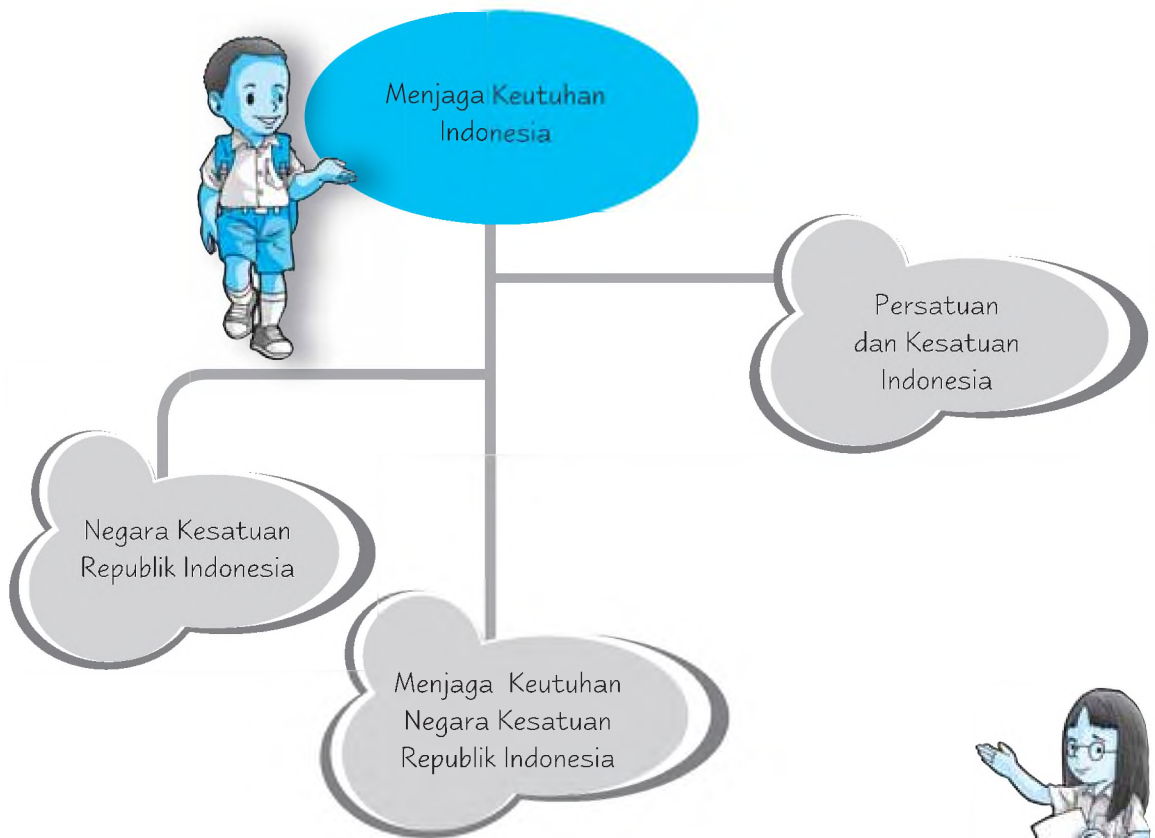 Menjaga Keutuhan
Indonesia
Persatuan
dan Kesatuan
Indonesia
Negara Kesatuan
Republik Indonesia
Menjaga Keutuhan
Negara Kesatuan
Republik Indonesia